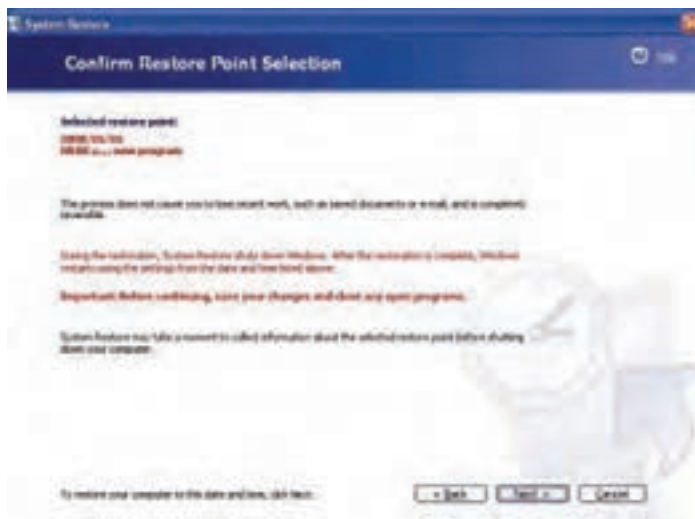 System Restore
Confirm Restore Point Selection
Selected restore point:
new program
The process does not cause you to lose recent work, such as saved documents or e-mail, and is completely
reversible.
During the restoration, System Restore shuts down Windows. After the restoration is complete, Windows
restarts using the settings from the date and time listed above.
Important: Before continuing, save your changes and close any open programs.
System Restore may take a moment to collect information about the selected restore point before shutting
down your computer.
To restore your computer to this date and time, click Next.
< Back
Next >
Cancel